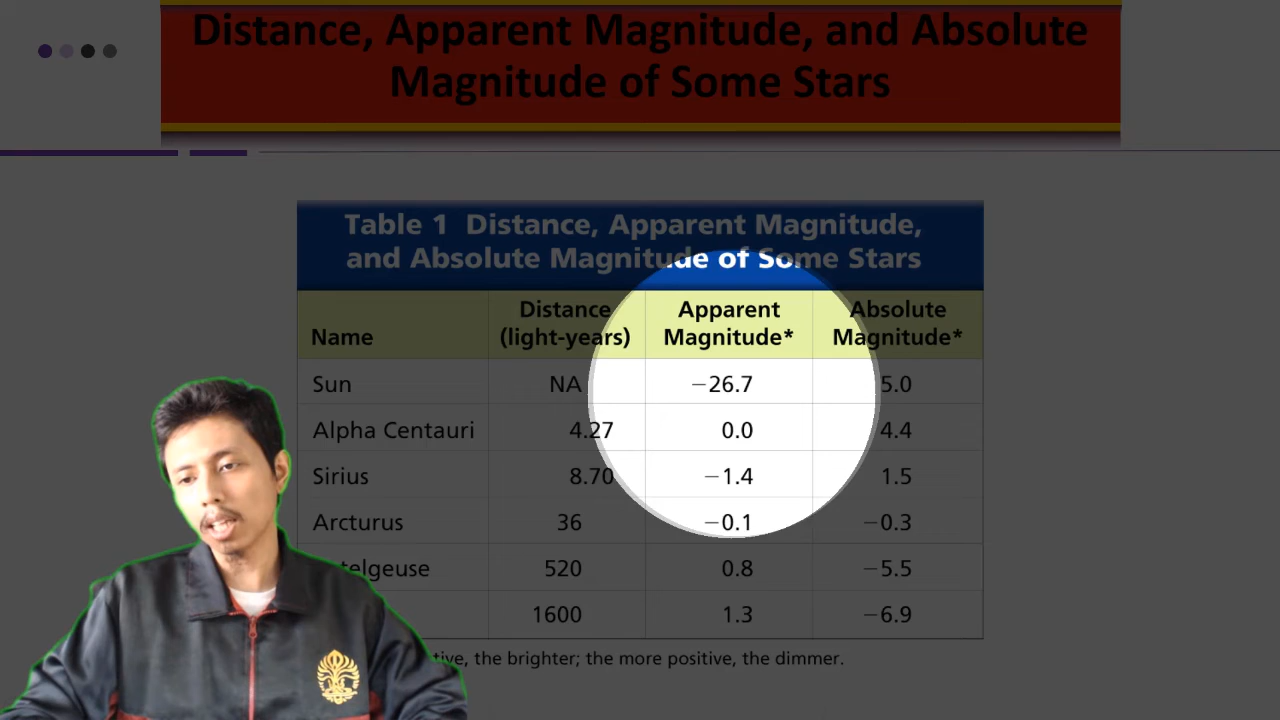 Distance, Apparent Magnitude, and Absolute
Magnitude of Some Stars
Table 1 Distance, Apparent Magnitude,
and Absolute Magnitude of Some Stars
Name Distance (light-years) Apparent Magnitude* Absolute Magnitude*
Sun NA −26.7 5.0
Alpha Centauri 4.27 0.0 4.4
Sirius 8.70 −1.4 1.5
Arcturus 36 −0.1 −0.3
telgeuse 520 0.8 −5.5
1600 1.3 −6.9
tive, the brighter; the more positive, the dimmer.